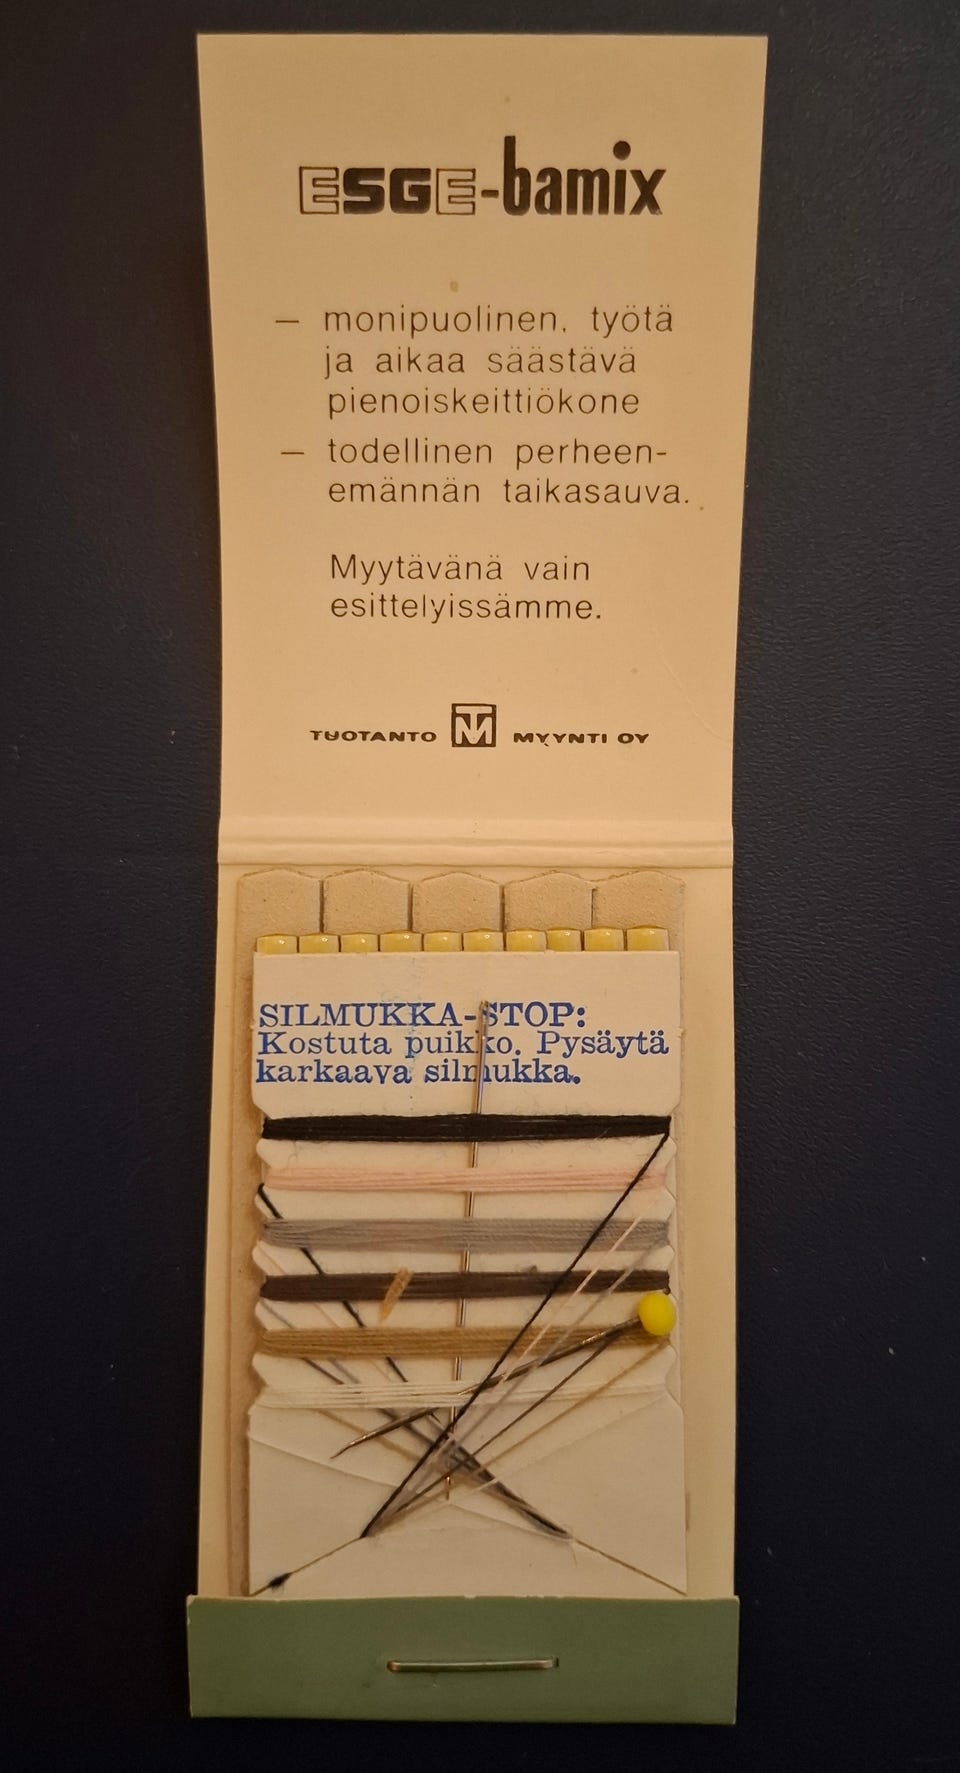 ESGE-bamix
– monipuolinen, työtä
ja aikaa säästävä
pienoiskeittiökone
– todellinen perheen-
emännän taikasauva.
Myytävänä vain
esittelyissämme.
TUOTANTO TM MYYNTI OY
SILMUKKA-STOP:
Kostuta puikko. Pysäytä
karkaava silmukka.